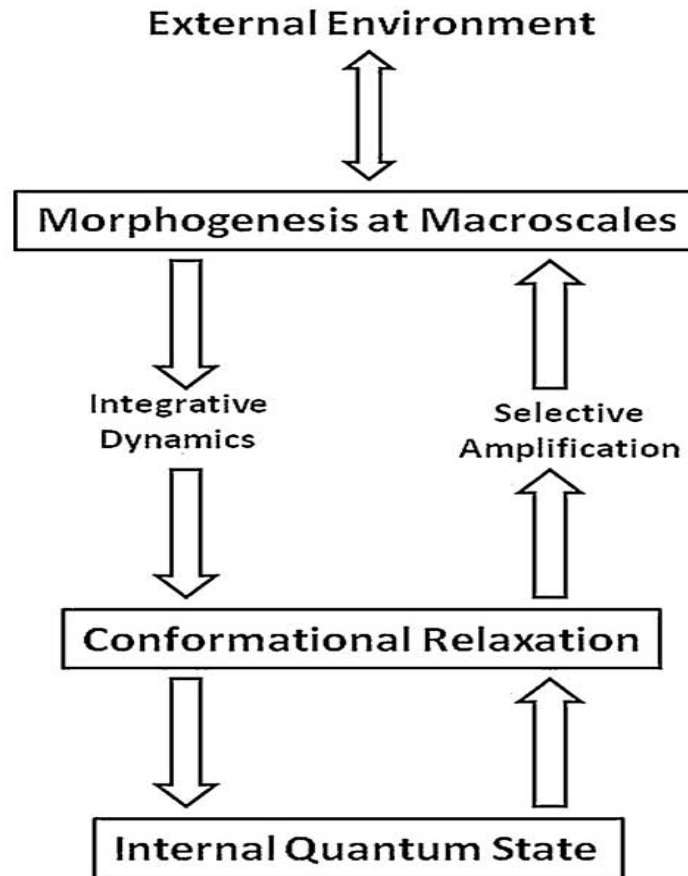 External Environment
Morphogenesis at Macroscales
Integrative
Dynamics
Selective
Amplification
Conformational Relaxation
Internal Quantum State